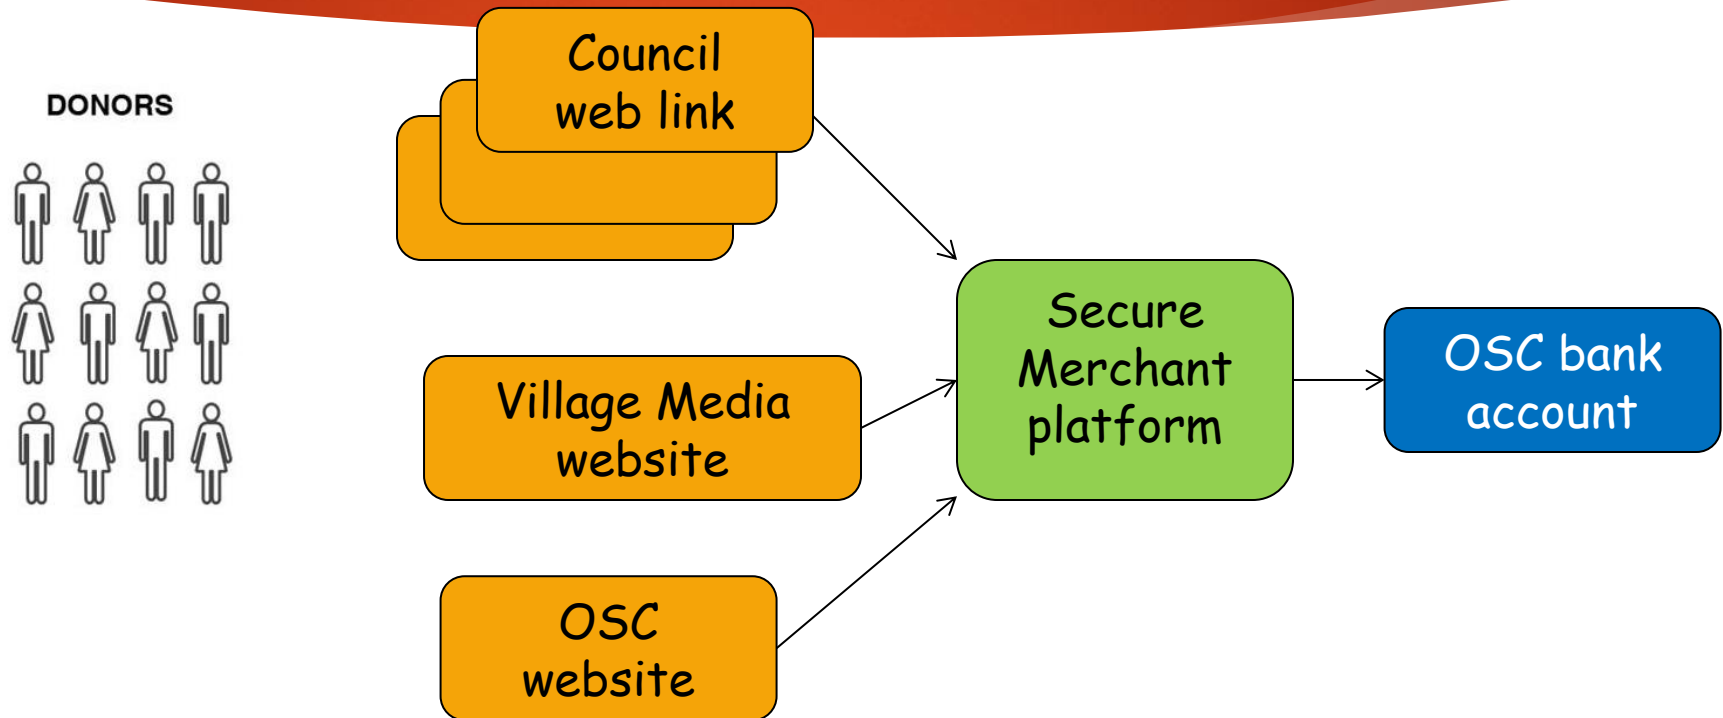 DONORS
Council
web link
Village Media
website
OSC
website
Secure
Merchant
platform
OSC bank
account